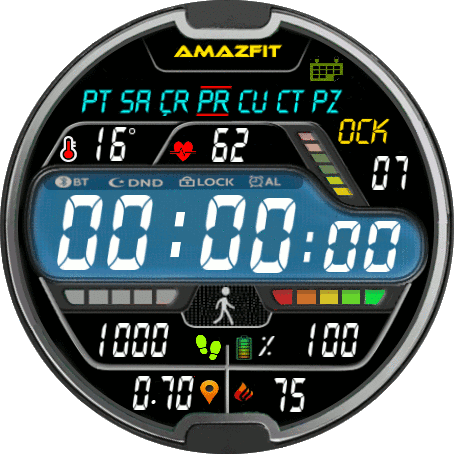 AMAZFIT
PT SA ÇR PR CU CT PZ
OCK
16° 62 07
BT DND LOCK AL
00:00:00
1000 % 100
0.70 75